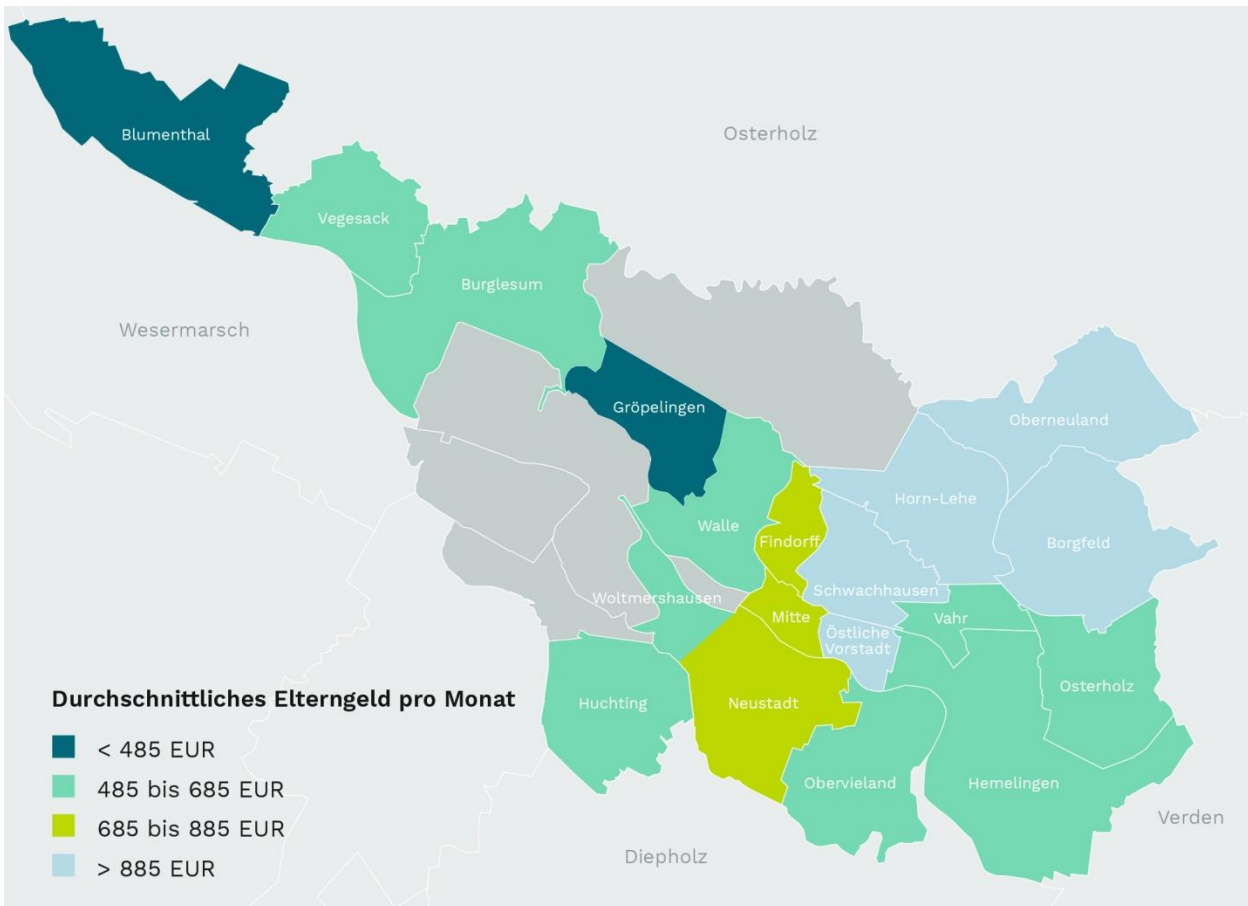 Osterholz
Blumenthal
Vegesack
Burglesum
Wesermarsch
Gröpelingen
Oberneuland
Horn-Lehe
Walle
Findorff
Borgfeld
Schwachhausen
Woltmershausen
Mitte
Vahr
Östliche
Vorstadt
Osterholz
Huchting
Neustadt
Obervieland
Hemelingen
Verden
Diepholz
Durchschnittliches Elterngeld pro Monat
< 485 EUR
485 bis 685 EUR
685 bis 885 EUR
> 885 EUR